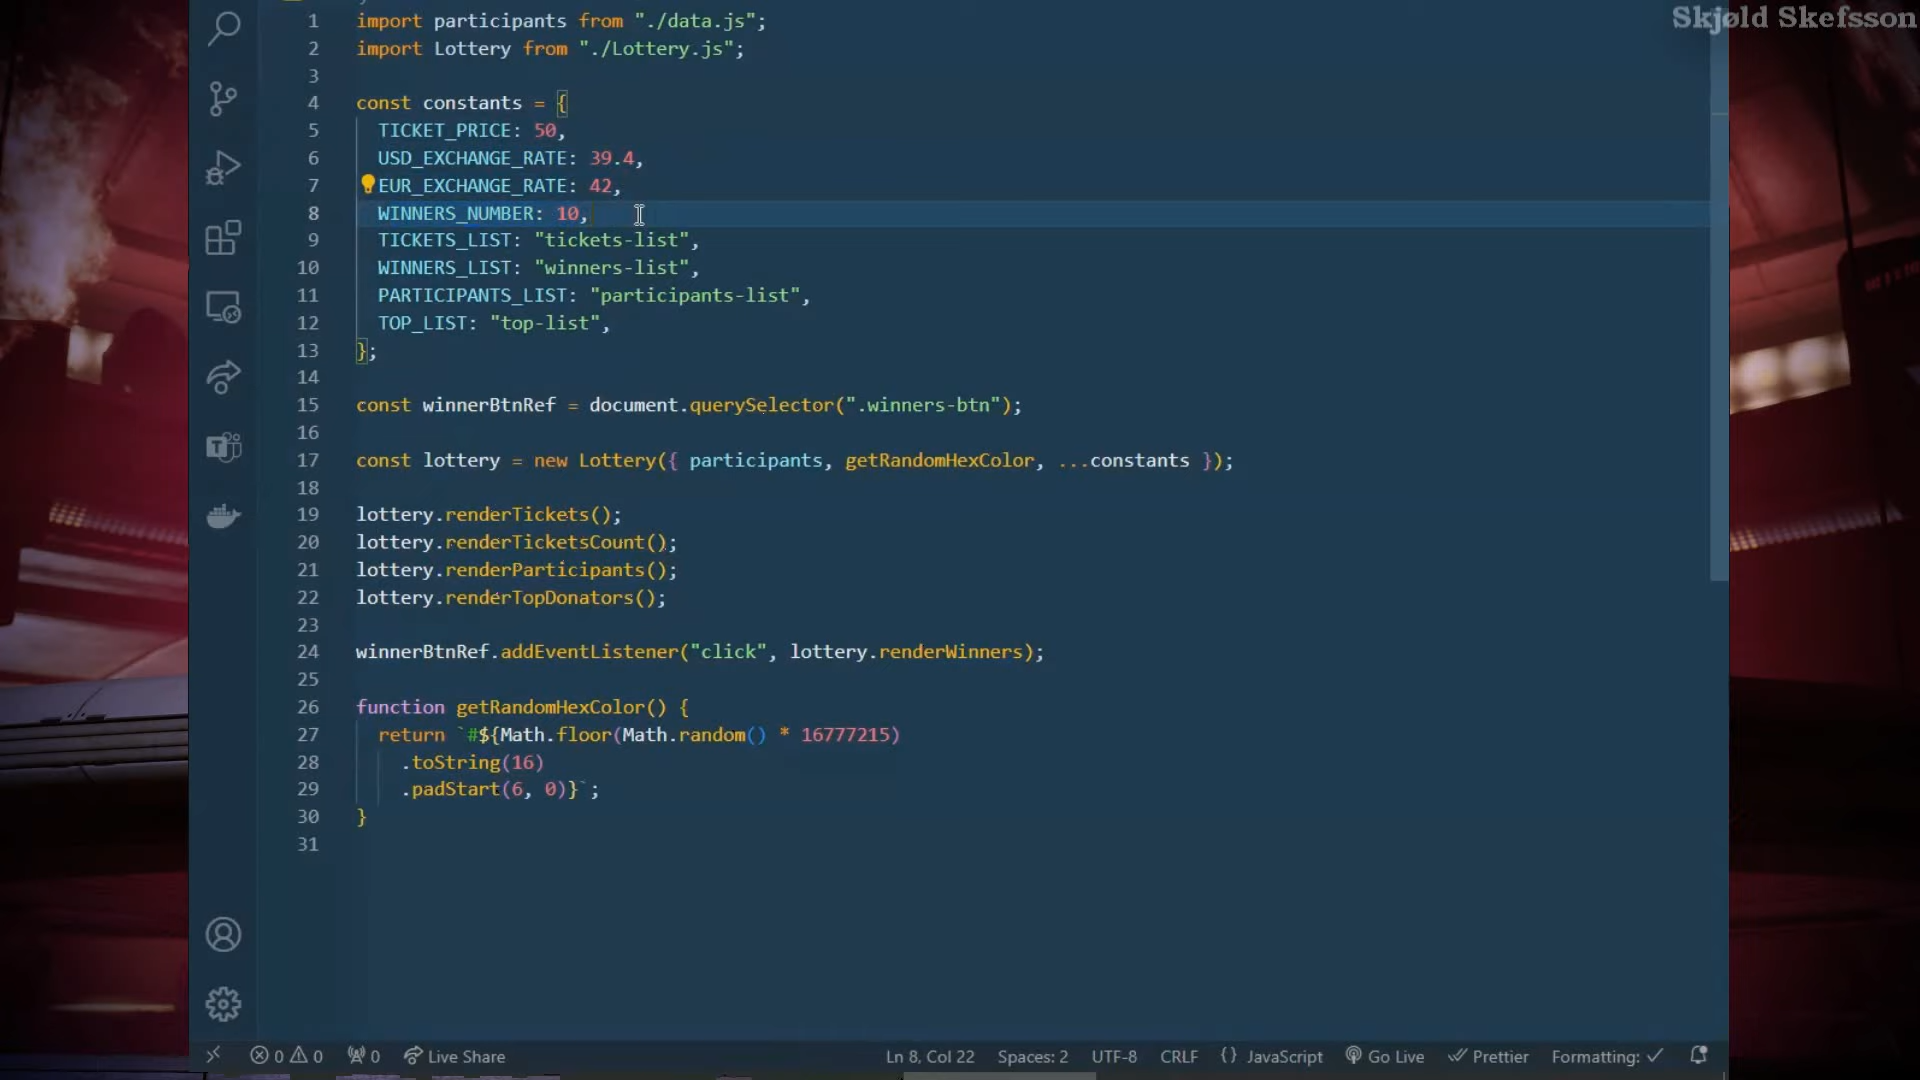 Skjøld Skefsson
1 import participants from "./data.js";
2 import Lottery from "./Lottery.js";
3
4 const constants = {
5 TICKET_PRICE: 50,
6 USD_EXCHANGE_RATE: 39.4,
7 EUR_EXCHANGE_RATE: 42,
8 WINNERS_NUMBER: 10,
9 TICKETS_LIST: "tickets-list",
10 WINNERS_LIST: "winners-list",
11 PARTICIPANTS_LIST: "participants-list",
12 TOP_LIST: "top-list",
13 };
14
15 const winnerBtnRef = document.querySelector(".winners-btn");
16
17 const lottery = new Lottery({ participants, getRandomHexColor, ...constants });
18
19 lottery.renderTickets();
20 lottery.renderTicketsCount();
21 lottery.renderParticipants();
22 lottery.renderTopDonators();
23
24 winnerBtnRef.addEventListener("click", lottery.renderWinners);
25
26 function getRandomHexColor() {
27 return `#${Math.floor(Math.random() * 16777215)
28 .toString(16)
29 .padStart(6, 0)}`;
30 }
31
0 0 0 Live Share Ln 8, Col 22 Spaces: 2 UTF-8 CRLF {} JavaScript Go Live Prettier Formatting: ✓